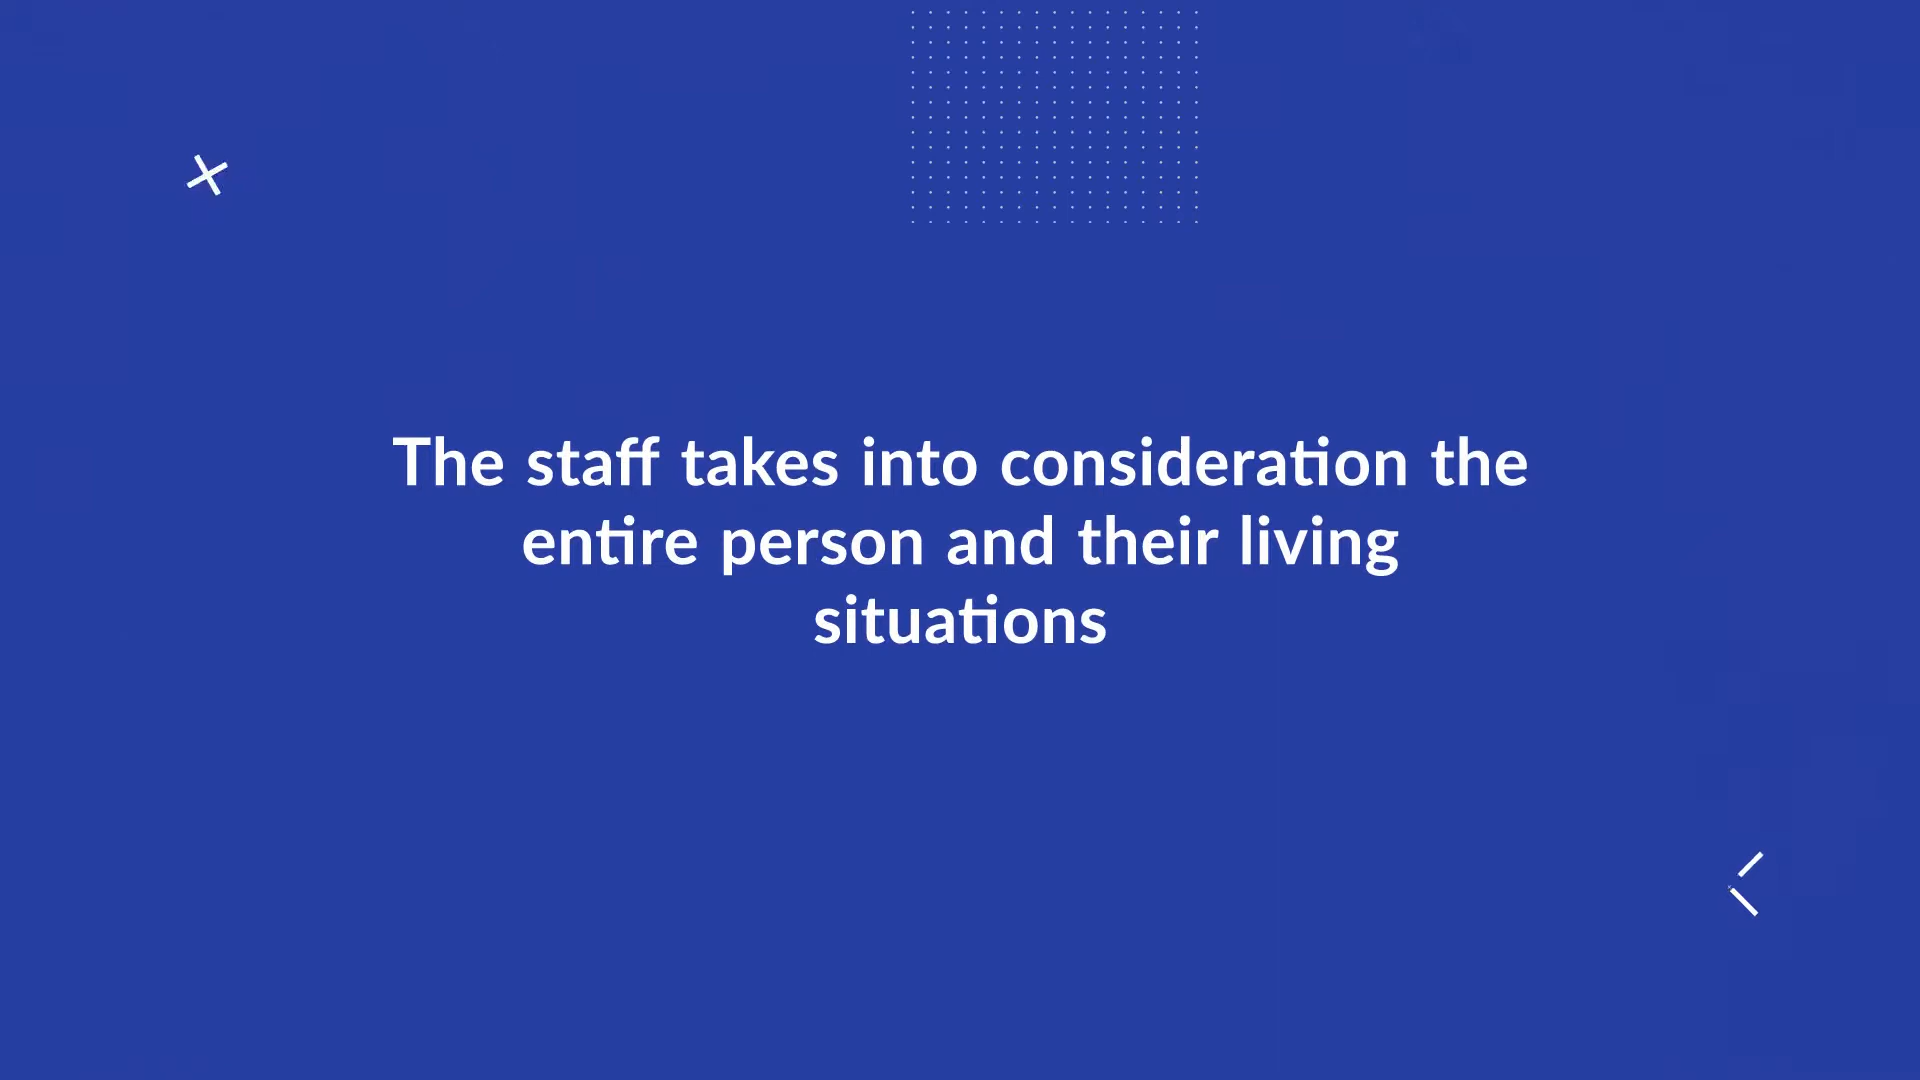 The staff takes into consideration the
entire person and their living
situations